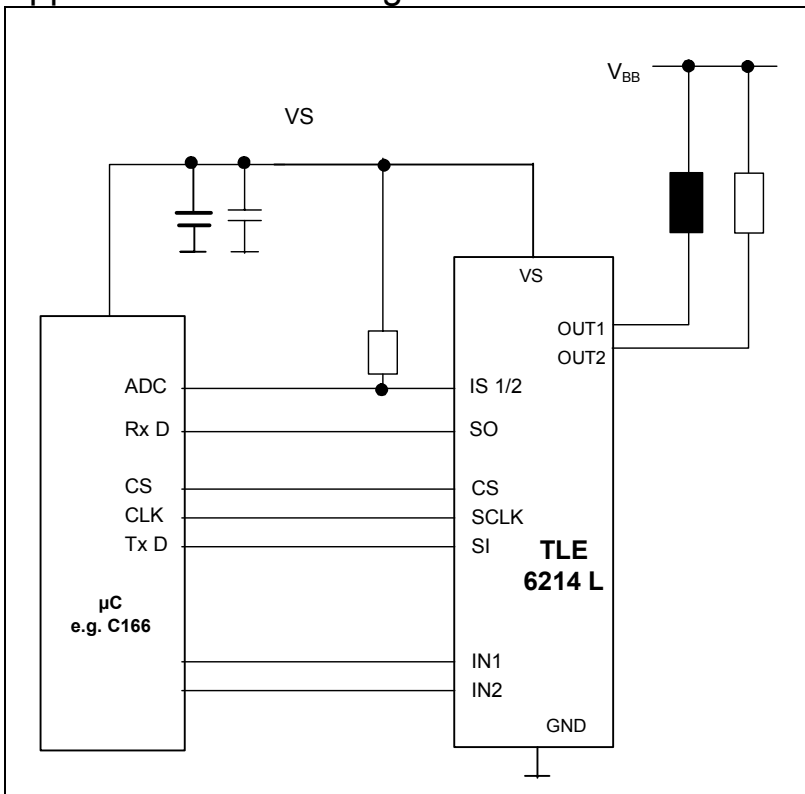 V_BB
VS
VS
OUT1
OUT2
ADC
IS 1/2
Rx D
SO
CS
CS
CLK
SCLK
Tx D
SI
TLE
6214 L
µC
e.g. C166
IN1
IN2
GND